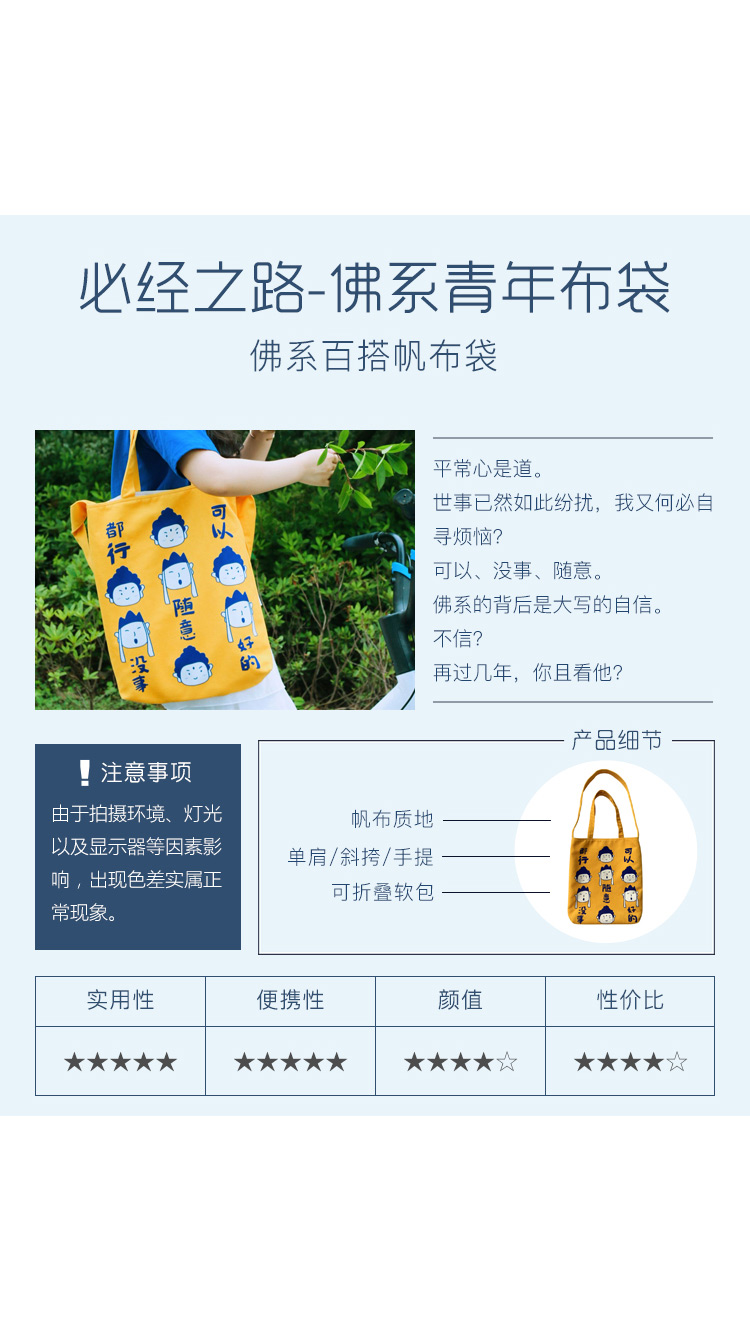 必经之路-佛系青年布袋
佛系百搭帆布袋
都行
可以
随意
没事
好的
平常心是道。
世事已然如此纷扰，我又何必自
寻烦恼？
可以、没事、随意。
佛系的背后是大写的自信。
不信？
再过几年，你且看他？
注意事项
由于拍摄环境、灯光
以及显示器等因素影
响，出现色差实属正
常现象。
产品细节
帆布质地
单肩/斜挎/手提
可折叠软包
都行
可以
随意
没事
好的
实用性 便携性 颜值 性价比
★★★★★ ★★★★★ ★★★★☆ ★★★★☆